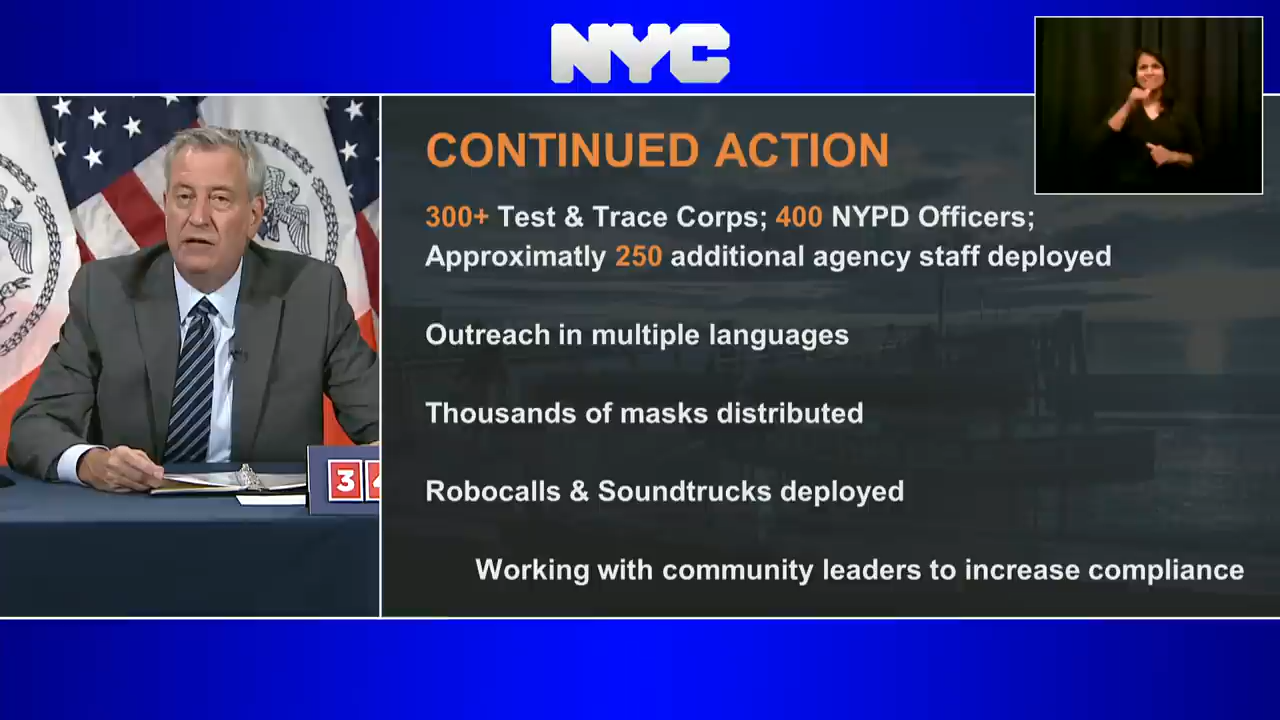 NYC
CONTINUED ACTION
300+ Test & Trace Corps; 400 NYPD Officers;
Approximatly 250 additional agency staff deployed
Outreach in multiple languages
Thousands of masks distributed
Robocalls & Soundtrucks deployed
Working with community leaders to increase compliance
3